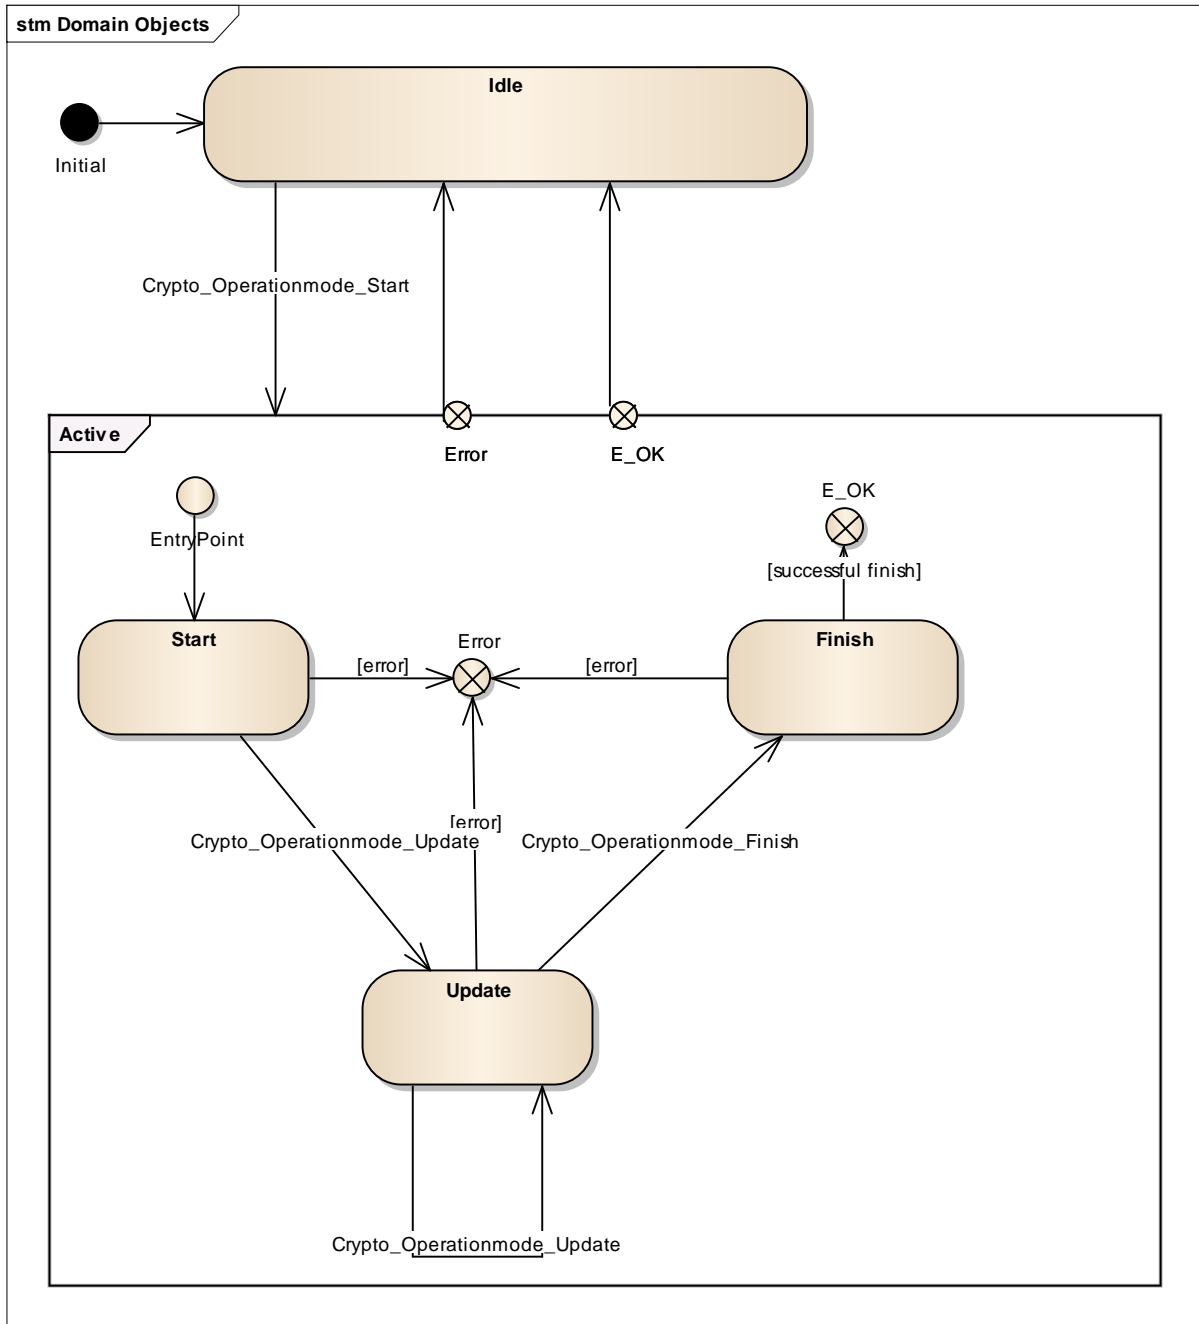 stm Domain Objects
Idle
Initial
Crypto_Operationmode_Start
Active
Error
E_OK
EntryPoint
E_OK
[successful finish]
Start
Error
Finish
[error]
[error]
[error]
Crypto_Operationmode_Update
Crypto_Operationmode_Finish
Update
Crypto_Operationmode_Update